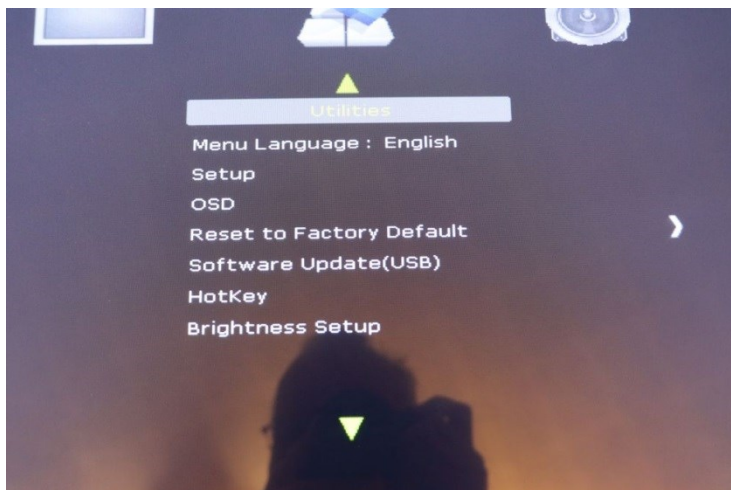 Utilities
Menu Language : English
Setup
OSD
Reset to Factory Default
Software Update(USB)
HotKey
Brightness Setup